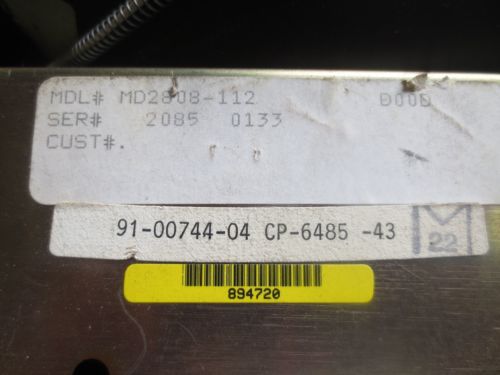 MDL# MD2808-112 D00D
SER# 2085 0133
CUST#.
91-00744-04 CP-6485 -43
M
22
894720